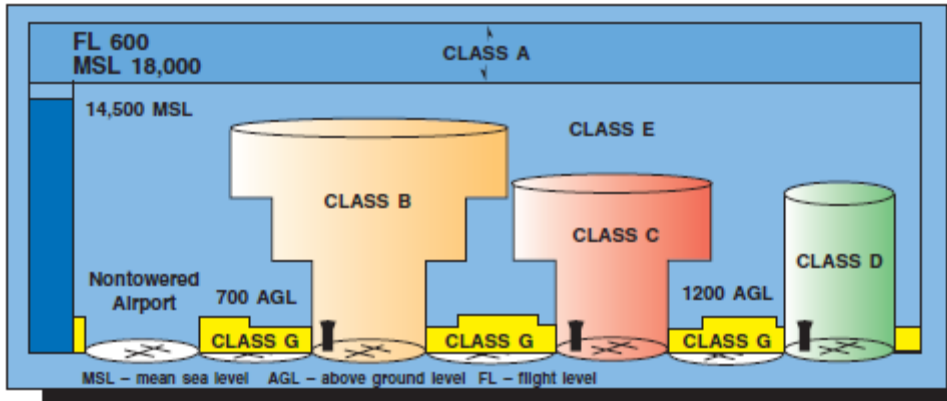 FL 600
MSL 18,000
CLASS A
14,500 MSL
CLASS E
CLASS B
CLASS C
CLASS D
Nontowered
Airport
700 AGL
1200 AGL
CLASS G
CLASS G
CLASS G
MSL – mean sea level AGL – above ground level FL – flight level